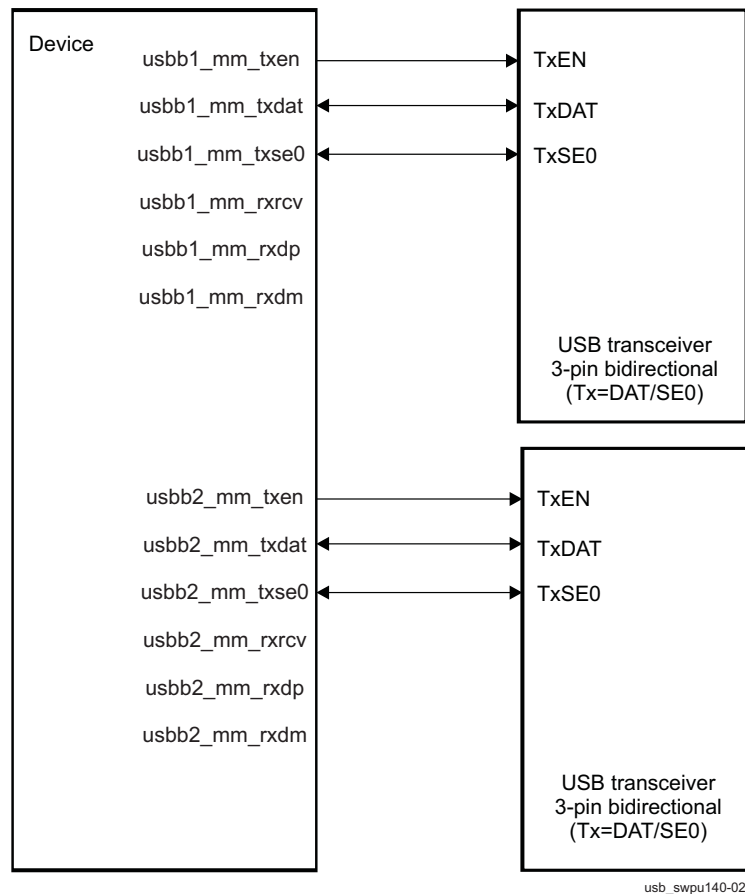 Device
usbb1_mm_txen
usbb1_mm_txdat
usbb1_mm_txse0
usbb1_mm_rxrcv
usbb1_mm_rxdp
usbb1_mm_rxdm
TxEN
TxDAT
TxSE0
USB transceiver
3-pin bidirectional
(Tx=DAT/SE0)
usbb2_mm_txen
usbb2_mm_txdat
usbb2_mm_txse0
usbb2_mm_rxrcv
usbb2_mm_rxdp
usbb2_mm_rxdm
TxEN
TxDAT
TxSE0
USB transceiver
3-pin bidirectional
(Tx=DAT/SE0)
usb_swpu140-02